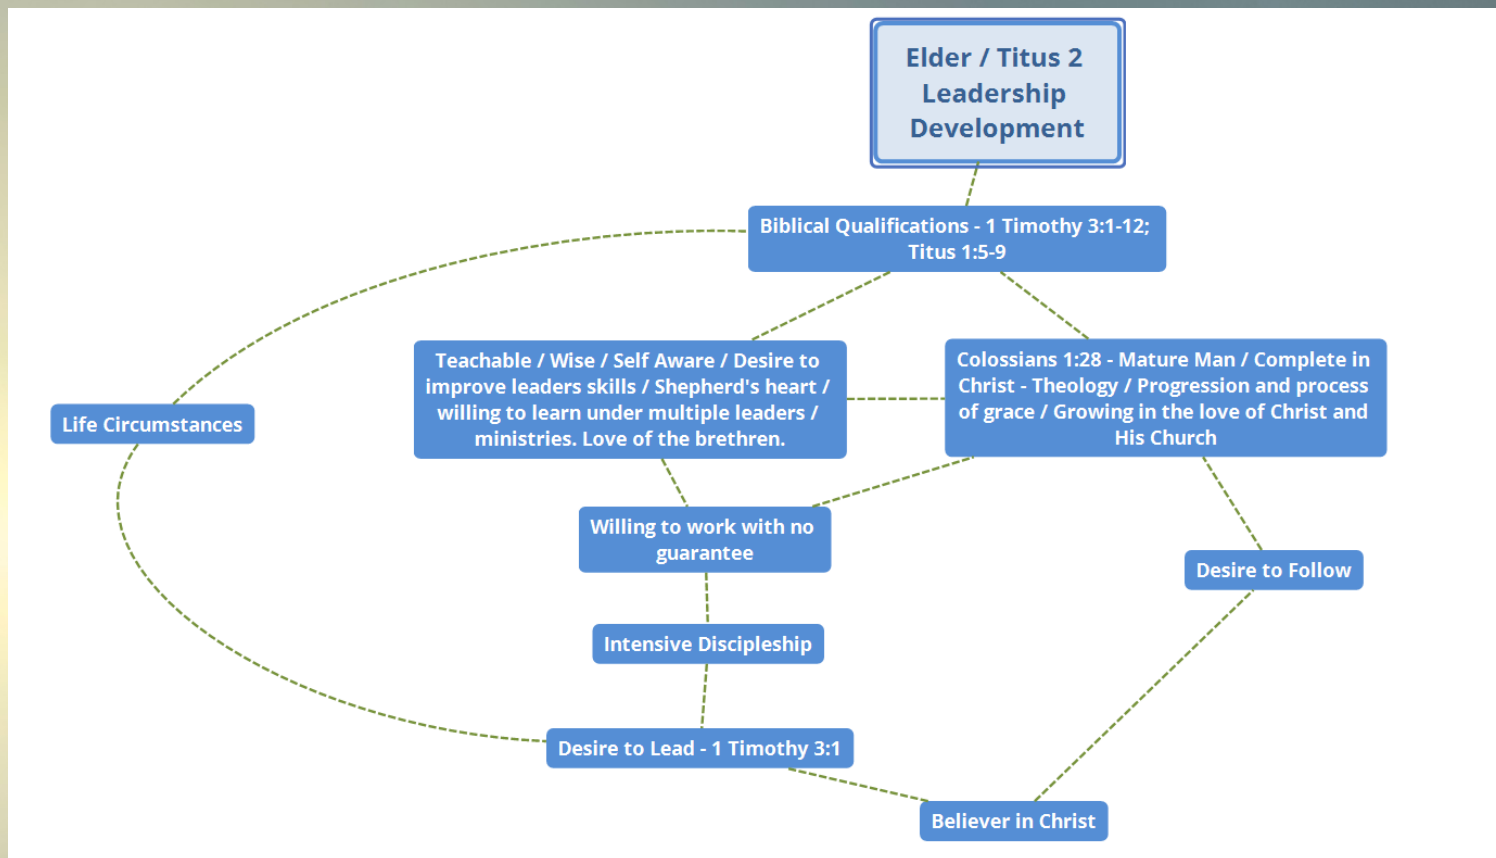 Elder / Titus 2
Leadership
Development
Biblical Qualifications - 1 Timothy 3:1-12;
Titus 1:5-9
Teachable / Wise / Self Aware / Desire to
improve leaders skills / Shepherd's heart /
willing to learn under multiple leaders /
ministries. Love of the brethren.
Colossians 1:28 - Mature Man / Complete in
Christ - Theology / Progression and process
of grace / Growing in the love of Christ and
His Church
Life Circumstances
Willing to work with no
guarantee
Desire to Follow
Intensive Discipleship
Desire to Lead - 1 Timothy 3:1
Believer in Christ